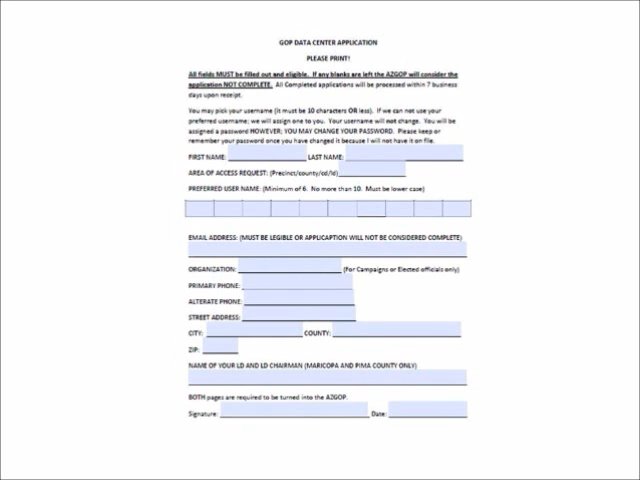 GOP DATA CENTER APPLICATION
PLEASE PRINT!
All fields MUST be filled out and eligible. If any blanks are left the AZGOP will consider the
application NOT COMPLETE. All Completed applications will be processed within 7 business
days upon receipt.
You may pick your username (it must be 10 characters OR less). If we can not use your
preferred username; we will assign one to you. Your username will not change. You will be
assigned a password HOWEVER; YOU MAY CHANGE YOUR PASSWORD. Please keep or
remember your password once you have changed it because I will not have it on file.
FIRST NAME: LAST NAME:
AREA OF ACCESS REQUEST: (Precinct/county/cd/ld)
PREFERRED USER NAME: (Minimum of 6. No more than 10. Must be lower case)
EMAIL ADDRESS: (MUST BE LEGIBLE OR APPLICAPTION WILL NOT BE CONSIDERED COMPLETE)
ORGANIZATION: (For Campaigns or Elected officials only)
PRIMARY PHONE:
ALTERATE PHONE:
STREET ADDRESS:
CITY: COUNTY:
ZIP:
NAME OF YOUR LD AND LD CHAIRMAN (MARICOPA AND PIMA COUNTY ONLY)
BOTH pages are required to be turned into the AZGOP.
Signature: Date: